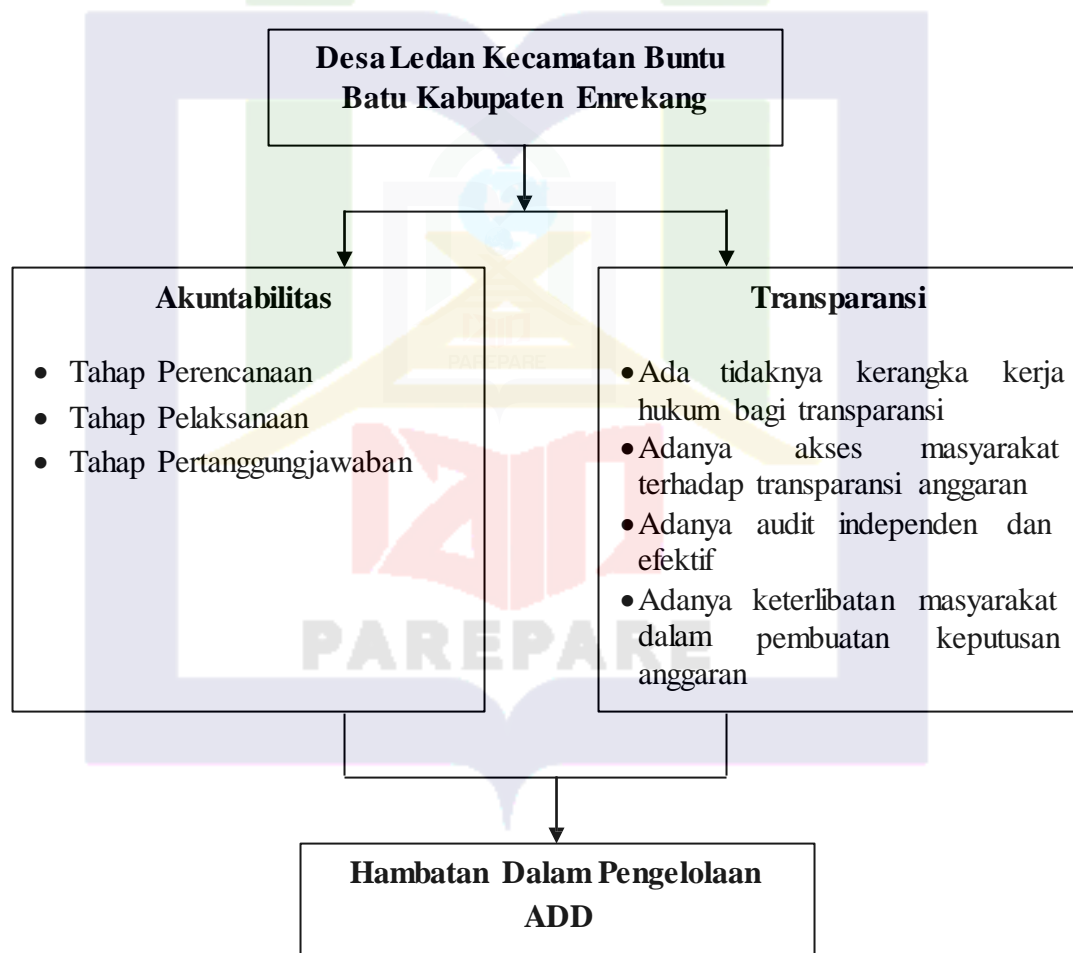 Desa Ledan Kecamatan Buntu
Batu Kabupaten Enrekang
Akuntabilitas
• Tahap Perencanaan
• Tahap Pelaksanaan
• Tahap Pertanggungjawaban
Transparansi
• Ada tidaknya kerangka kerja
hukum bagi transparansi
• Adanya akses masyarakat
terhadap transparansi anggaran
• Adanya audit independen dan
efektif
• Adanya keterlibatan masyarakat
dalam pembuatan keputusan
anggaran
PAREPARE
PAREPARE
Hambatan Dalam Pengelolaan
ADD